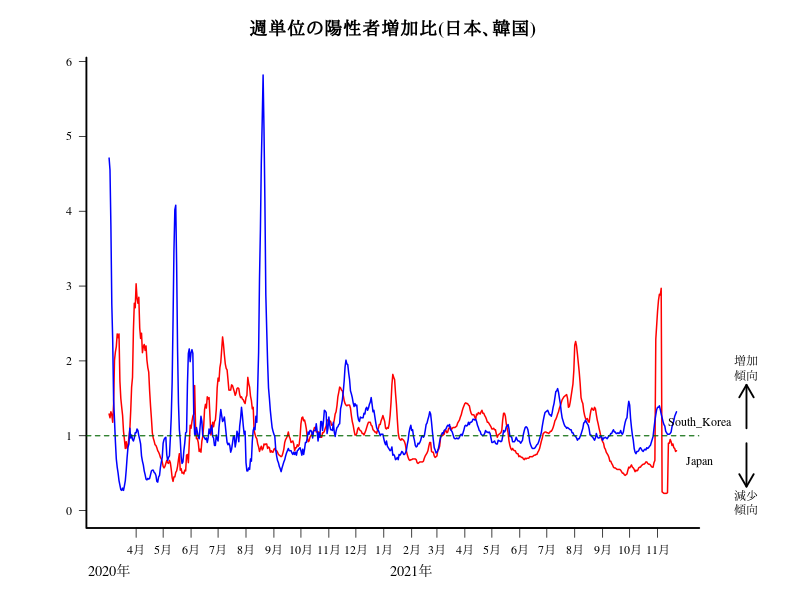 週単位の陽性者増加比(日本、韓国)
6
5
4
3
2
1
0
増加
傾向
South_Korea
Japan
減少
傾向
4月 5月 6月 7月 8月 9月 10月 11月 12月 1月 2月 3月 4月 5月 6月 7月 8月 9月 10月 11月
2020年 2021年